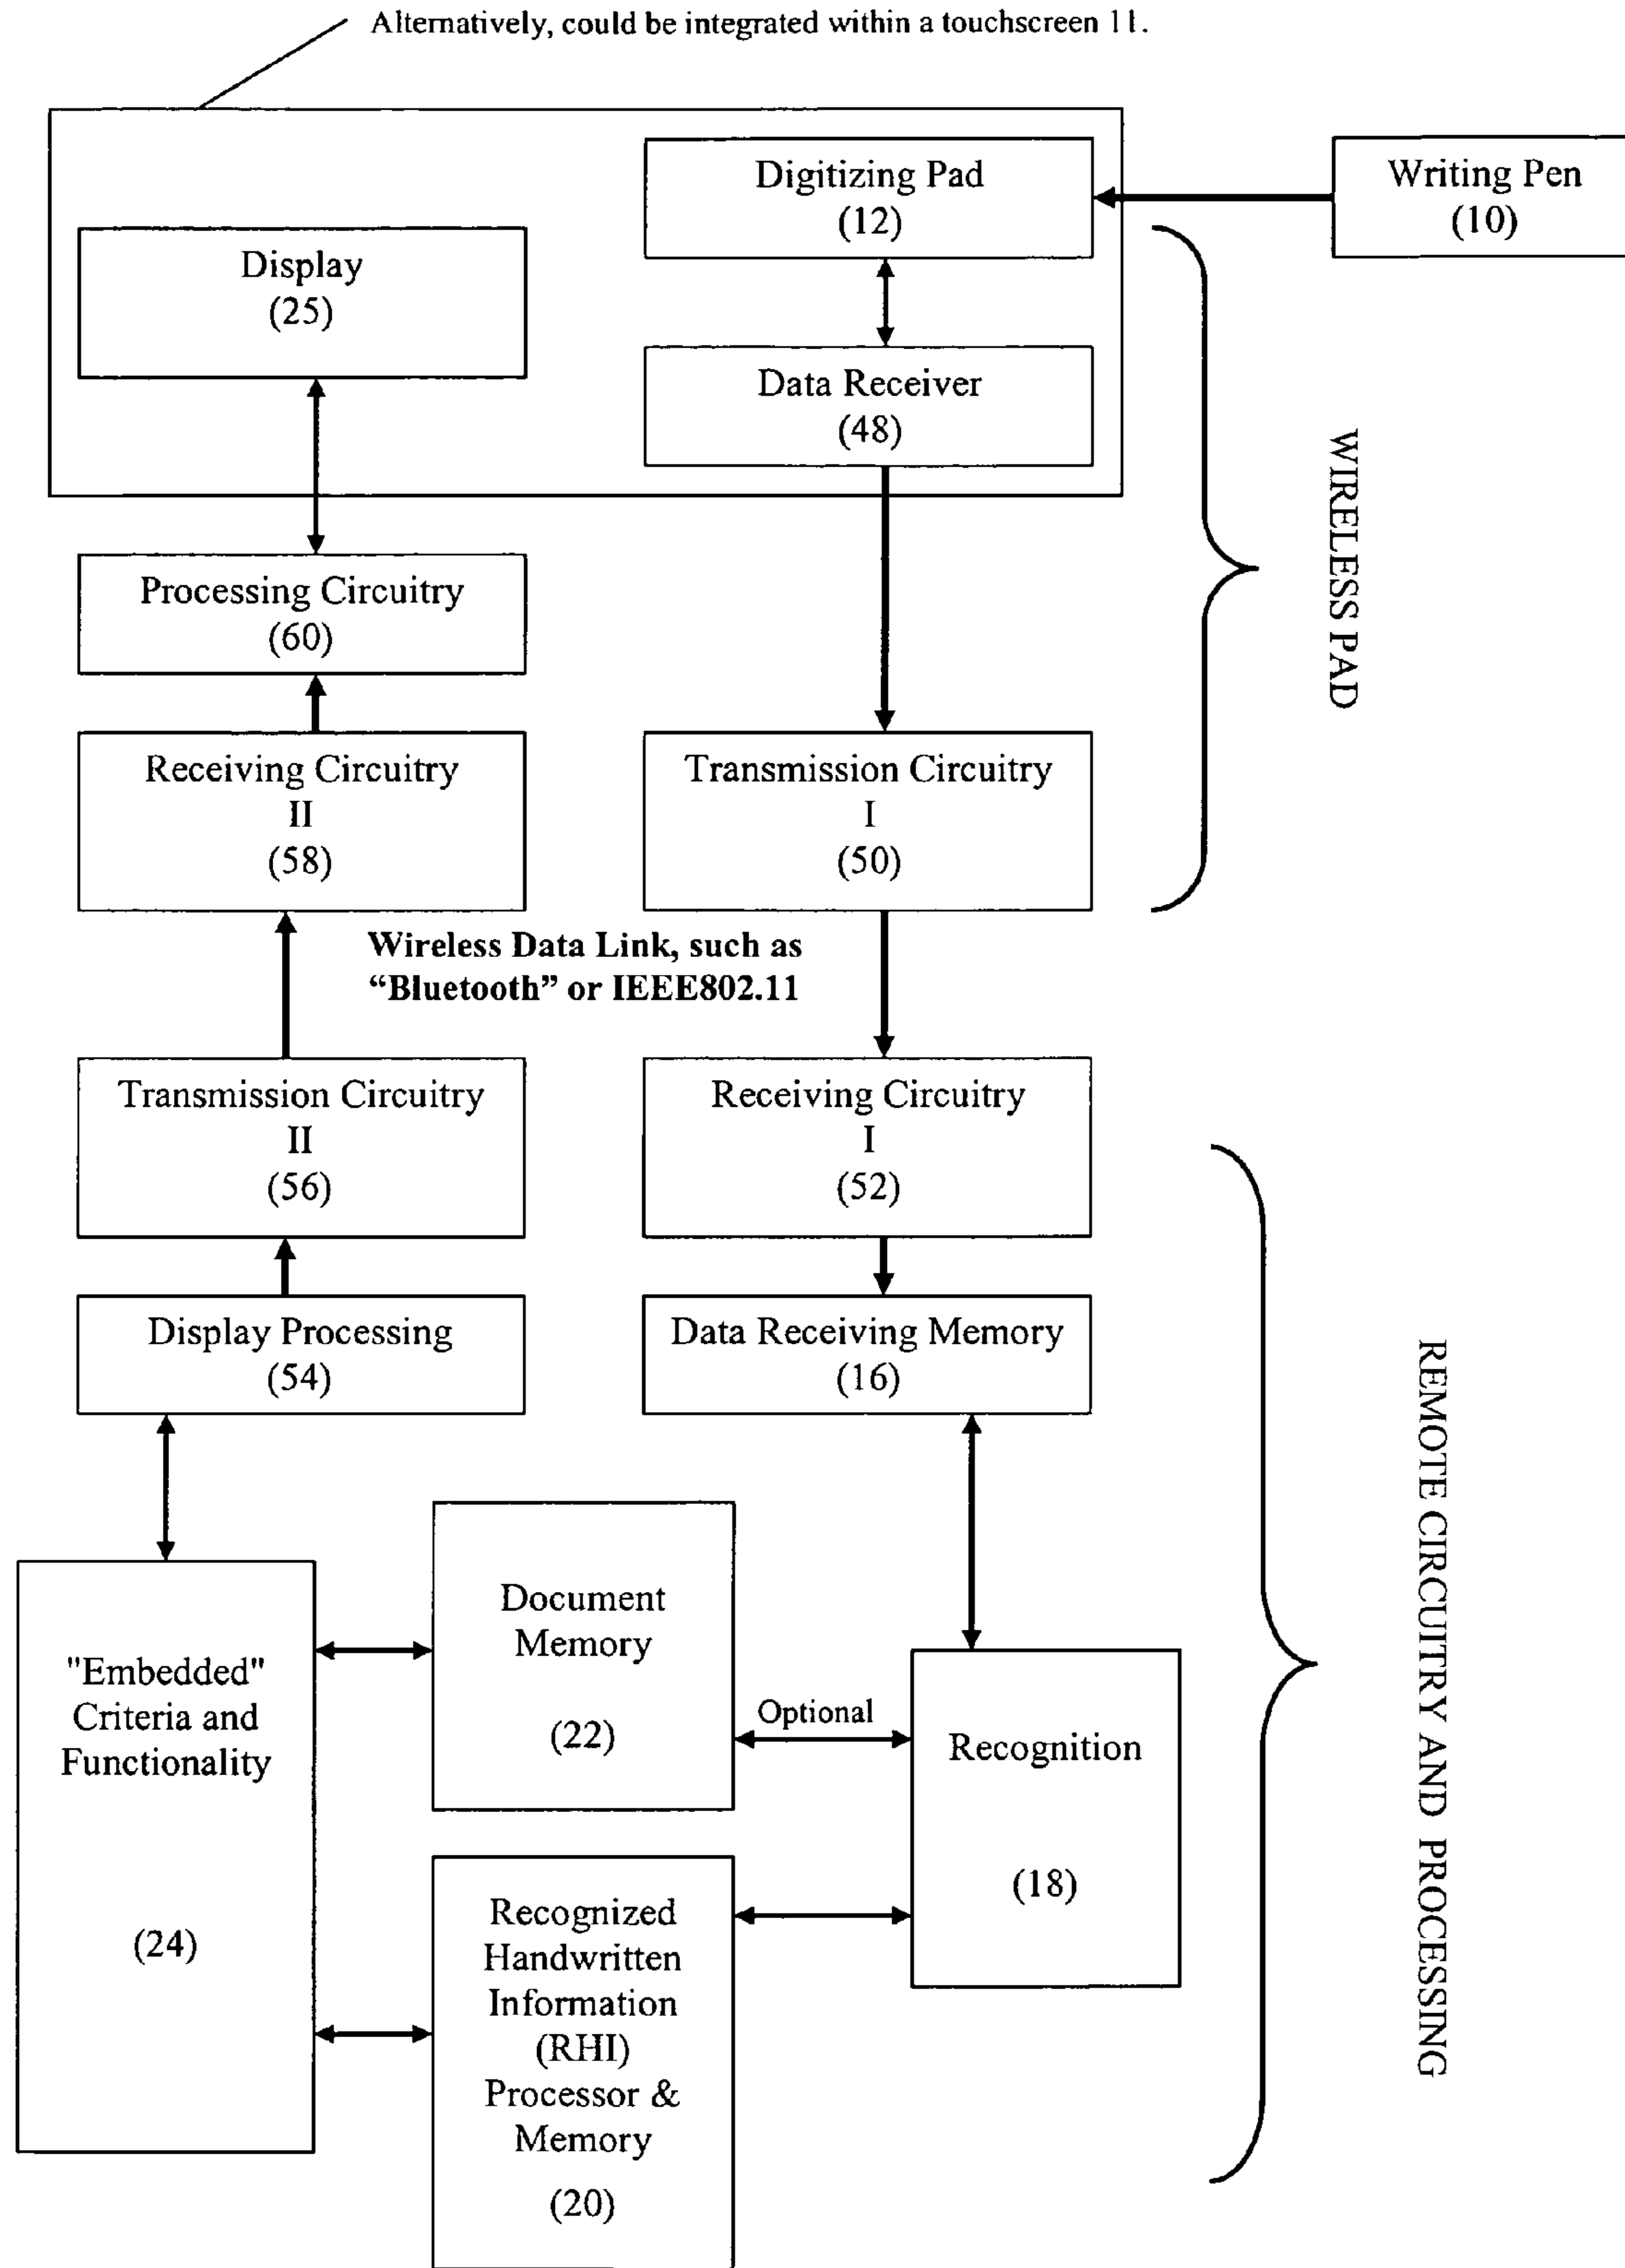 Alternatively, could be integrated within a touchscreen 11.
Digitizing Pad
(12)
Writing Pen
(10)
Display
(25)
Data Receiver
(48)
WIRELESS PAD
Processing Circuitry
(60)
Receiving Circuitry
II
(58)
Transmission Circuitry
I
(50)
Wireless Data Link, such as
“Bluetooth” or IEEE802.11
Transmission Circuitry
II
(56)
Receiving Circuitry
I
(52)
Display Processing
(54)
Data Receiving Memory
(16)
REMOTE CIRCUITRY AND PROCESSING
"Embedded"
Criteria and
Functionality
(24)
Document
Memory
(22)
Optional
Recognition
(18)
Recognized
Handwritten
Information
(RHI)
Processor &
Memory
(20)